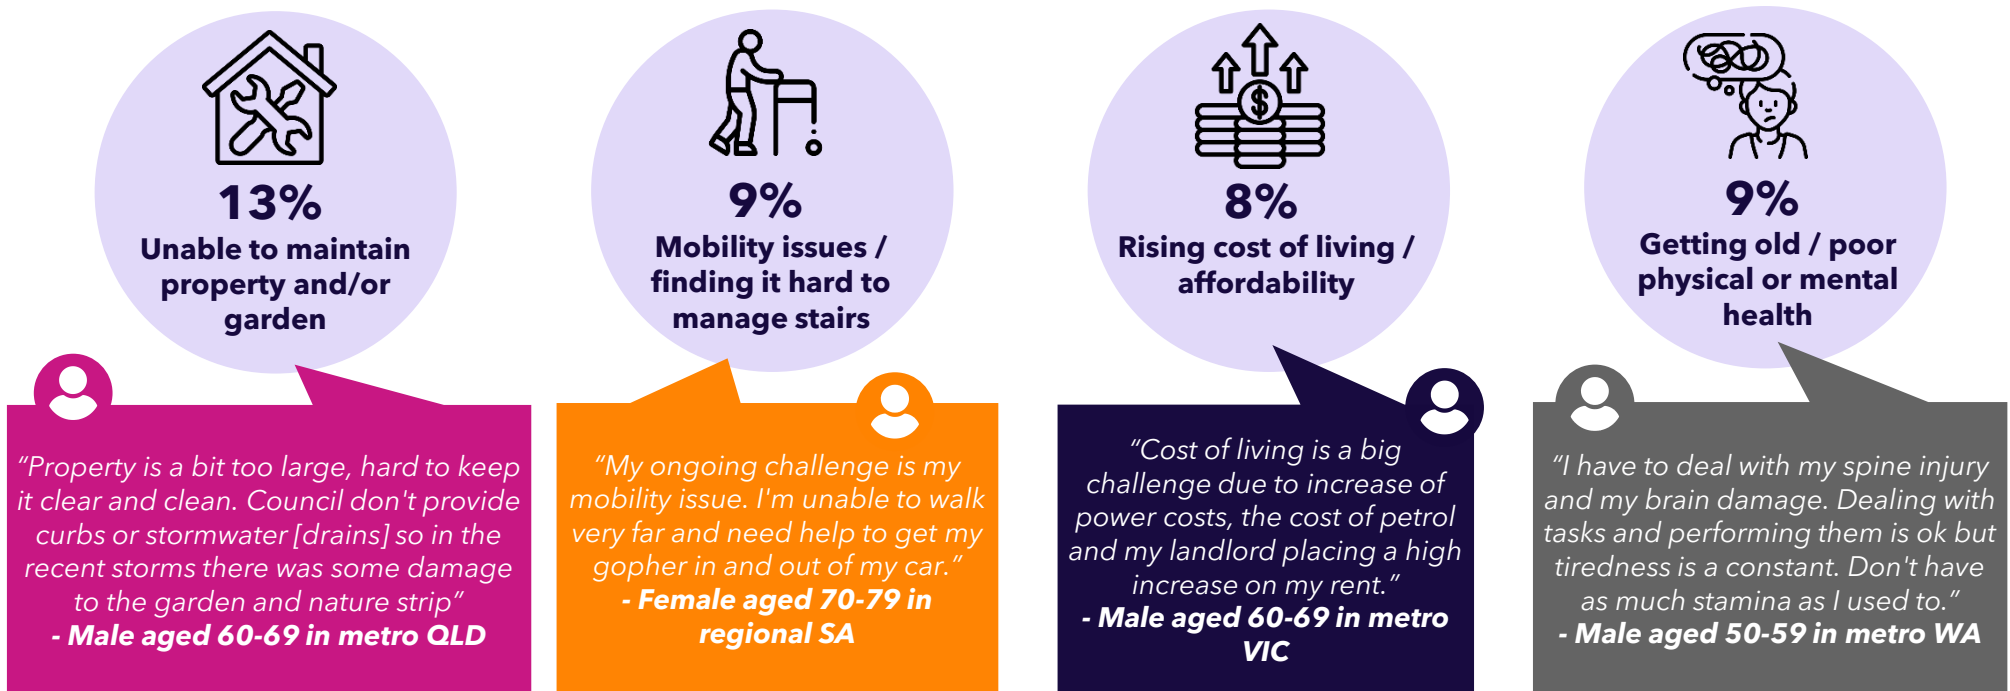 13%
Unable to maintain
property and/or
garden
"Property is a bit too large, hard to keep
it clear and clean. Council don't provide
curbs or stormwater [drains] so in the
recent storms there was some damage
to the garden and nature strip"
- Male aged 60-69 in metro QLD
9%
Mobility issues /
finding it hard to
manage stairs
"My ongoing challenge is my
mobility issue. I'm unable to walk
very far and need help to get my
gopher in and out of my car."
- Female aged 70-79 in
regional SA
$
8%
Rising cost of living /
affordability
"Cost of living is a big
challenge due to increase of
power costs, the cost of petrol
and my landlord placing a high
increase on my rent."
- Male aged 60-69 in metro
VIC
9%
Getting old / poor
physical or mental
health
"I have to deal with my spine injury
and my brain damage. Dealing with
tasks and performing them is ok but
tiredness is a constant. Don't have
as much stamina as I used to."
- Male aged 50-59 in metro WA